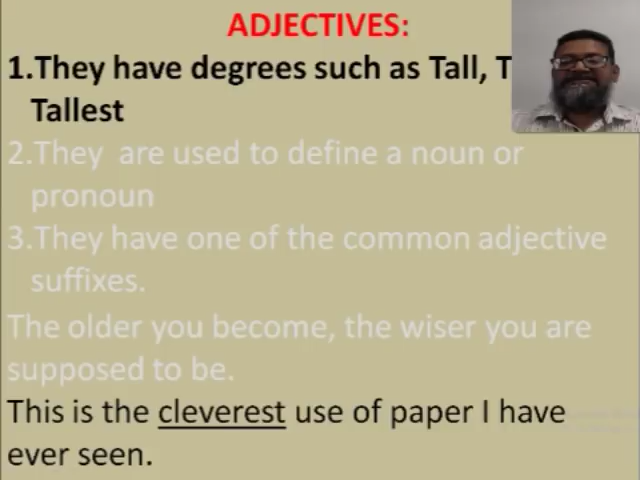 ADJECTIVES:
1.They have degrees such as Tall, T
Tallest
2.They are used to define a noun or
pronoun
3.They have one of the common adjective
suffixes.
The older you become, the wiser you are
supposed to be.
This is the cleverest use of paper I have
ever seen.